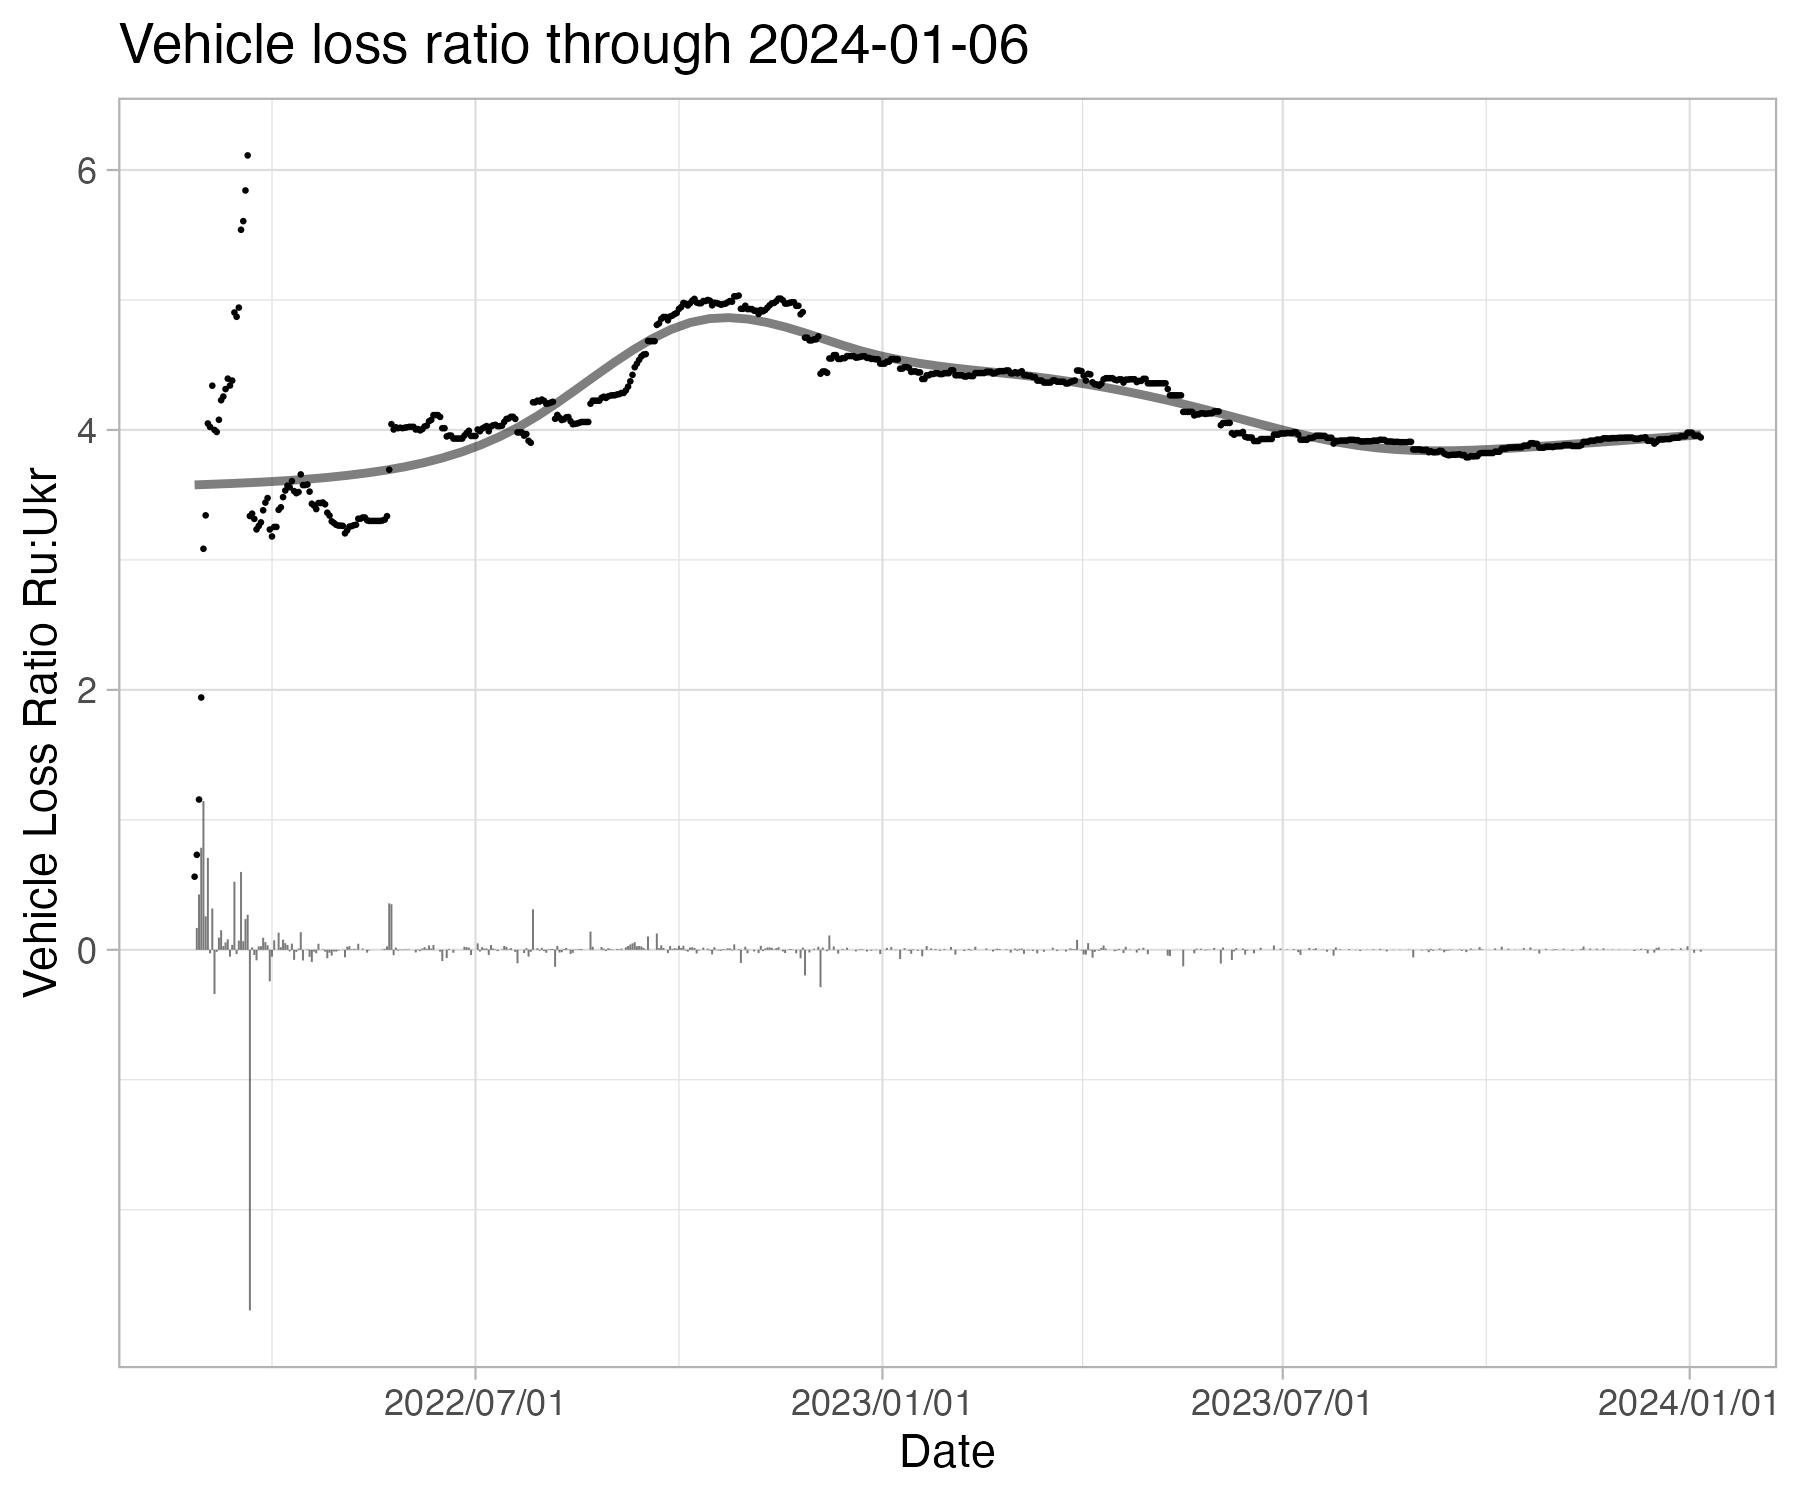 Vehicle loss ratio through 2024-01-06
Vehicle Loss Ratio Ru:Ukr
6
4
2
0
2022/07/01
2023/01/01
2023/07/01
2024/01/01
Date